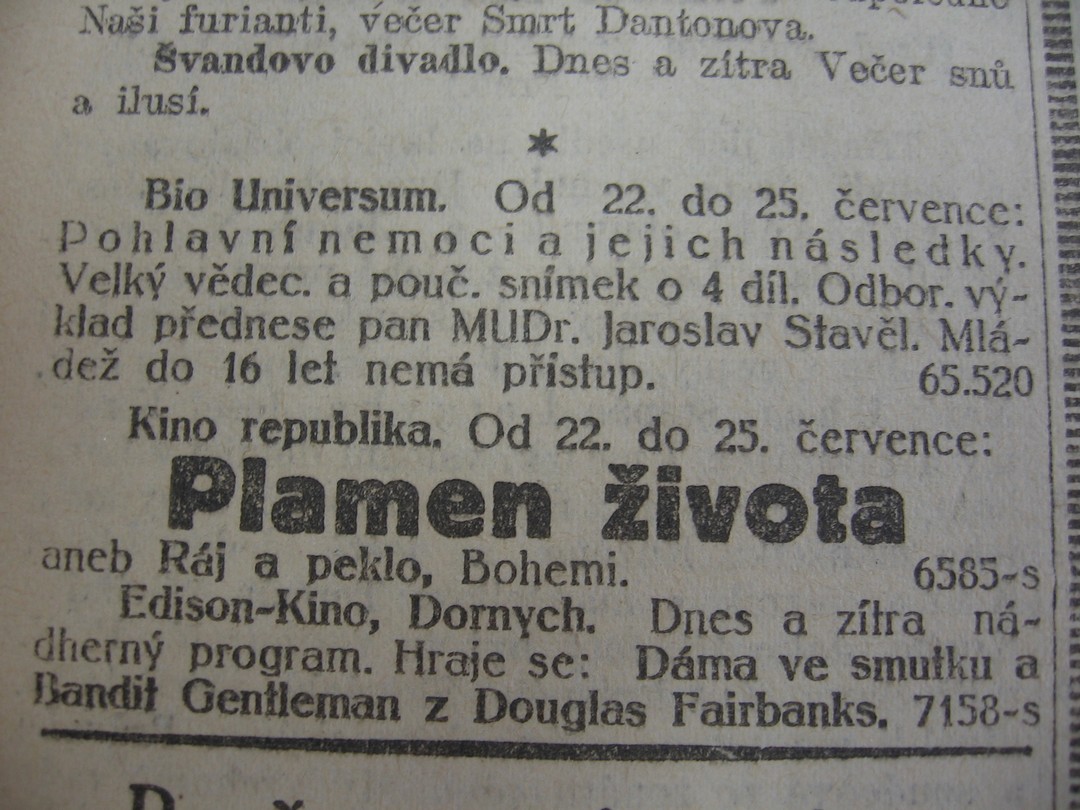 Naši furianti, večer Smrt Dantonova.
Švandovo divadlo. Dnes a zítra Večer snů
a ilusí.
*
Bio Universum. Od 22. do 25. července:
Pohlavní nemoci a jejich následky.
Velký vědec. a pouč. snímek o 4 díl. Odbor. vý-
klad přednese pan MUDr. Jaroslav Stavěl. Mlá-
dež do 16 let nemá přístup. 65.520
Kino republika. Od 22. do 25. července:
Plamen života
aneb Ráj a peklo, Bohemi. 6585-s
Edison-Kino, Dornych. Dnes a zítra ná-
dherný program. Hraje se: Dáma ve smutku a
Bandit Gentleman z Douglas Fairbanks. 7158-s